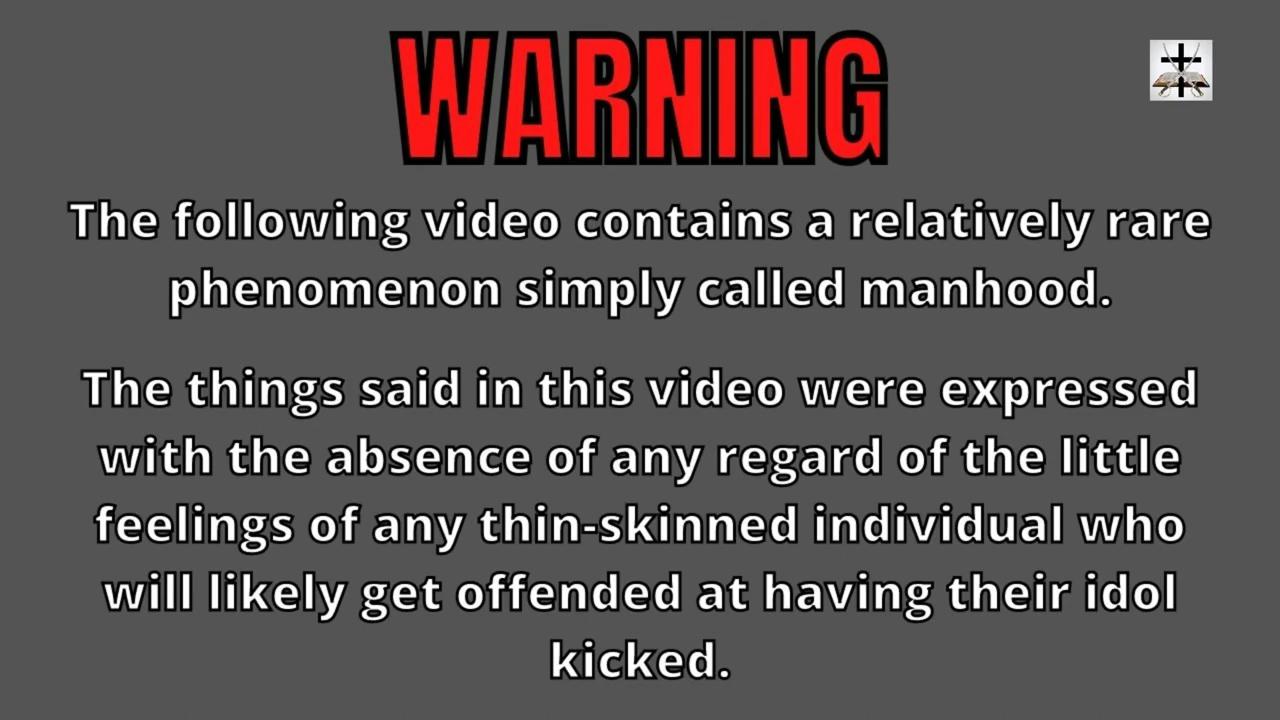 WARNING
The following video contains a relatively rare
phenomenon simply called manhood.
The things said in this video were expressed
with the absence of any regard of the little
feelings of any thin-skinned individual who
will likely get offended at having their idol
kicked.